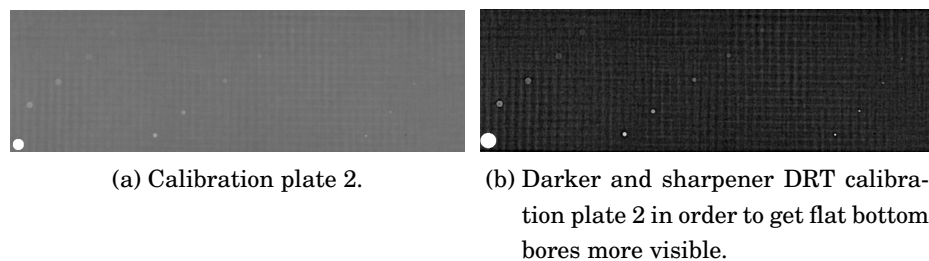 (a) Calibration plate 2.
(b) Darker and sharpener DRT calibra-
tion plate 2 in order to get flat bottom
bores more visible.